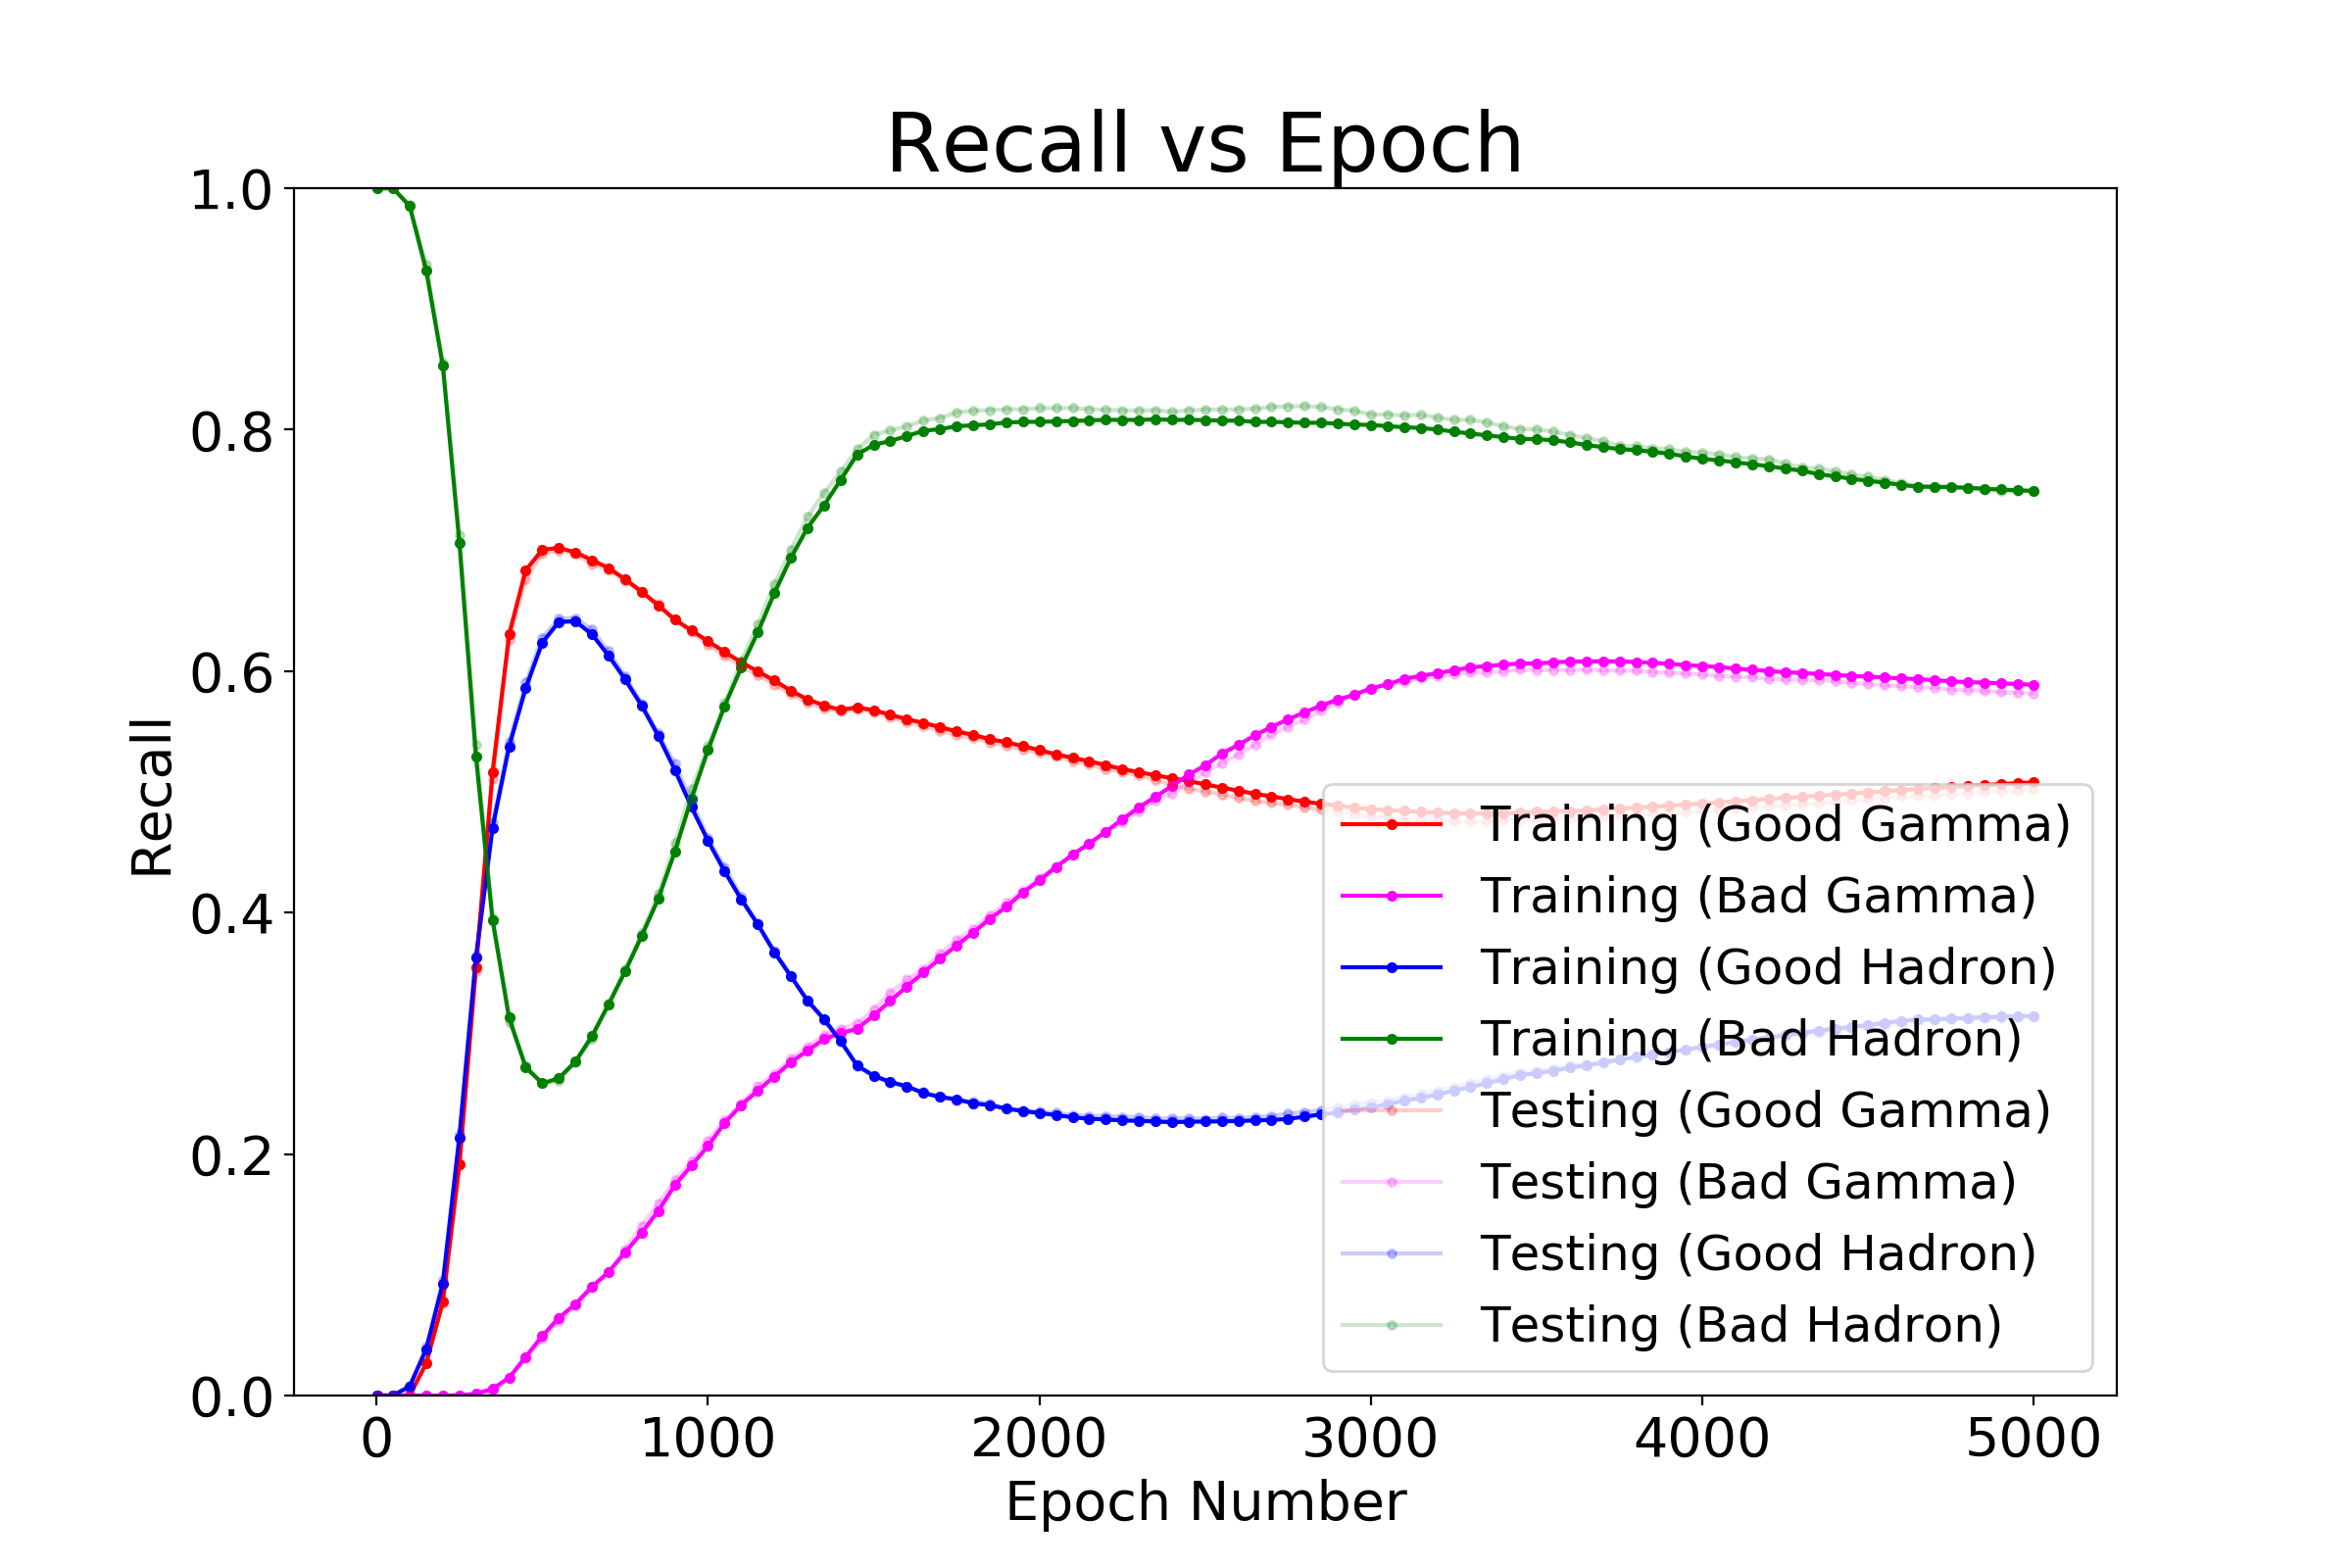 Recall vs Epoch
1.0
0.8
0.6
0.4
0.2
0.0
Recall
0 1000 2000 3000 4000 5000
Epoch Number
Training (Good Gamma)
Training (Bad Gamma)
Training (Good Hadron)
Training (Bad Hadron)
Testing (Good Gamma)
Testing (Bad Gamma)
Testing (Good Hadron)
Testing (Bad Hadron)